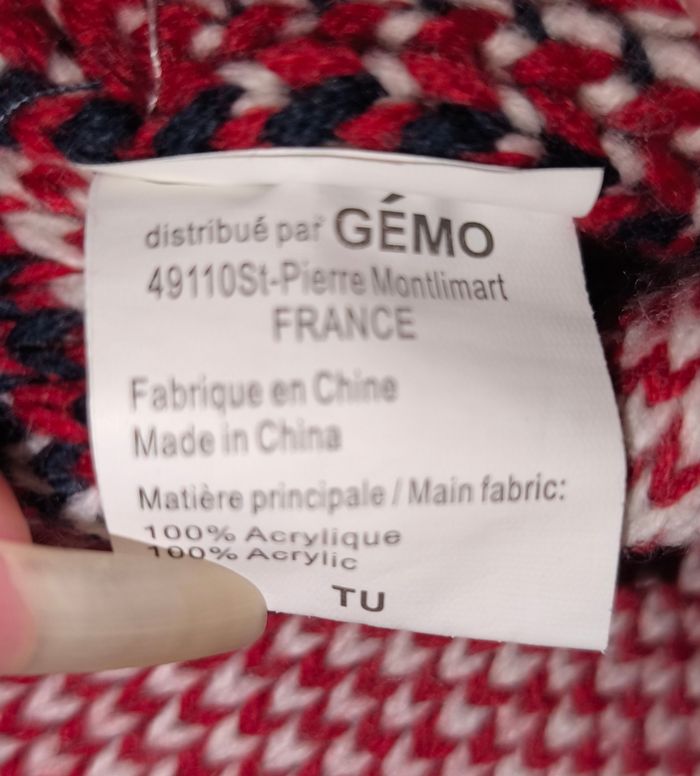 distribué par GÉMO
49110St-Pierre Montlimart
FRANCE
Fabrique en Chine
Made in China
Matière principale / Main fabric:
100% Acrylique
100% Acrylic
TU